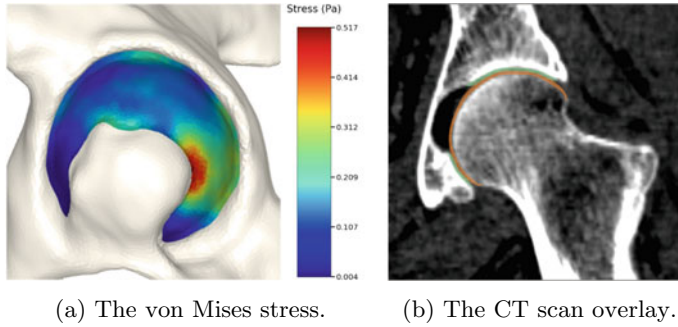 Stress (Pa)
0.517
0.414
0.312
0.209
0.107
0.004
(a) The von Mises stress.
(b) The CT scan overlay.